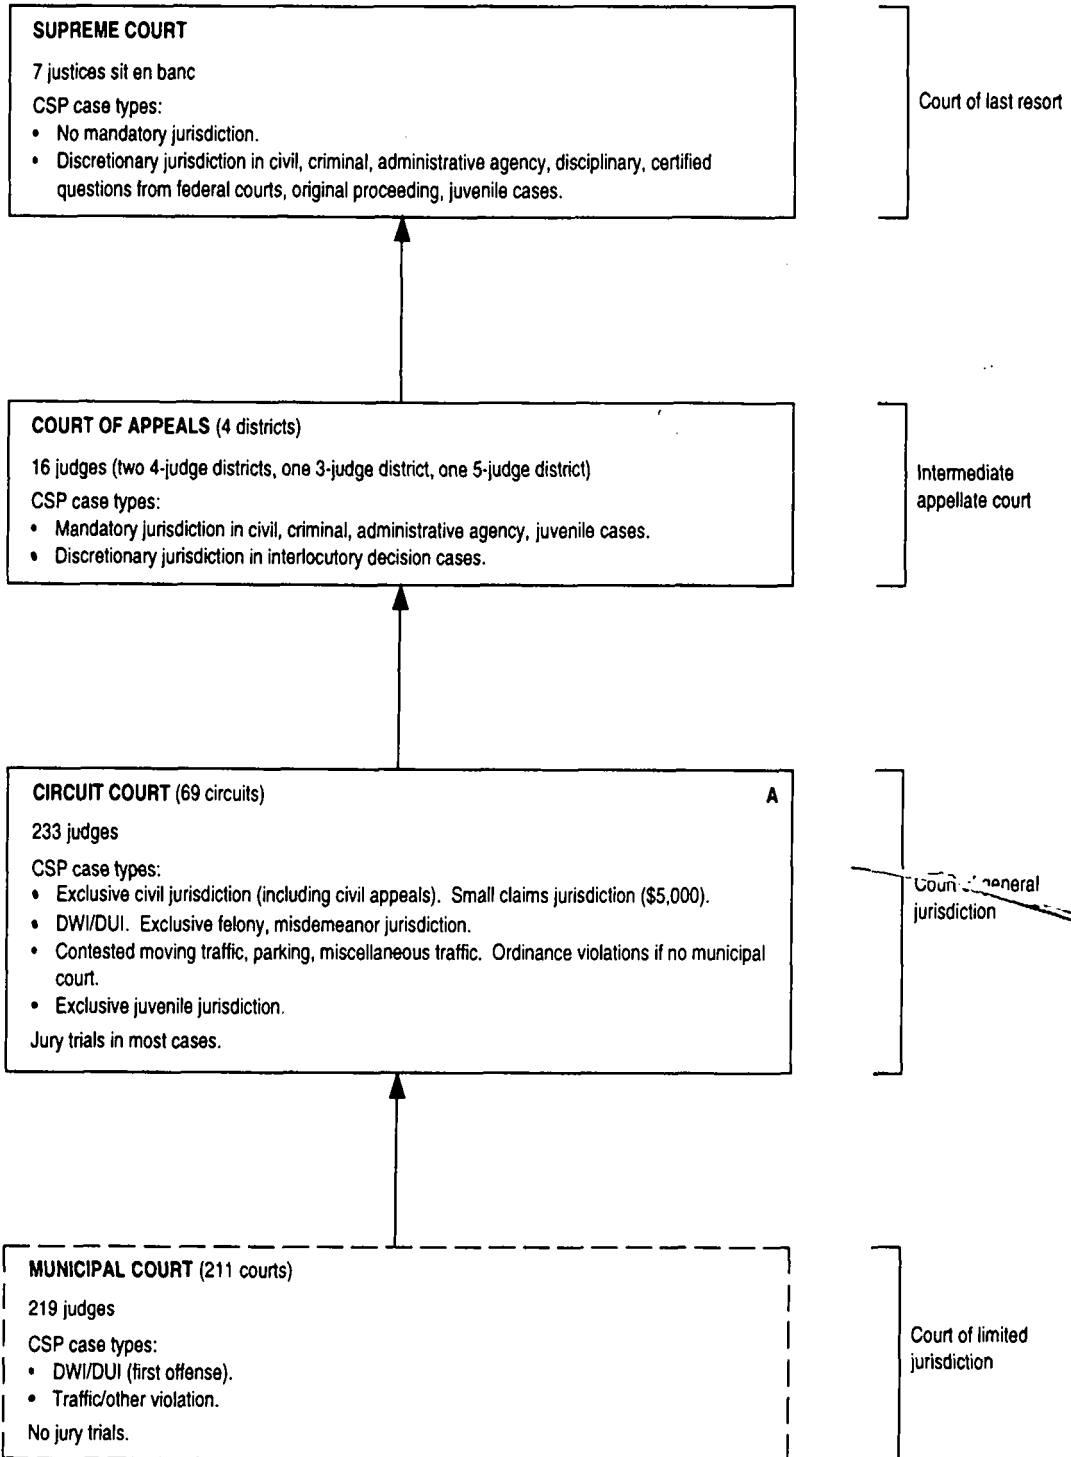 SUPREME COURT
7 justices sit en banc
CSP case types:
• No mandatory jurisdiction.
• Discretionary jurisdiction in civil, criminal, administrative agency, disciplinary, certified
questions from federal courts, original proceeding, juvenile cases.
Court of last resort
COURT OF APPEALS (4 districts)
16 judges (two 4-judge districts, one 3-judge district, one 5-judge district)
CSP case types:
• Mandatory jurisdiction in civil, criminal, administrative agency, juvenile cases.
• Discretionary jurisdiction in interlocutory decision cases.
Intermediate
appellate court
CIRCUIT COURT (69 circuits)
A
233 judges
CSP case types:
• Exclusive civil jurisdiction (including civil appeals). Small claims jurisdiction ($5,000).
• DWI/DUI. Exclusive felony, misdemeanor jurisdiction.
• Contested moving traffic, parking, miscellaneous traffic. Ordinance violations if no municipal
court.
• Exclusive juvenile jurisdiction.
Jury trials in most cases.
Court general
jurisdiction
MUNICIPAL COURT (211 courts)
219 judges
CSP case types:
• DWI/DUI (first offense).
• Traffic/other violation.
No jury trials.
Court of limited
jurisdiction